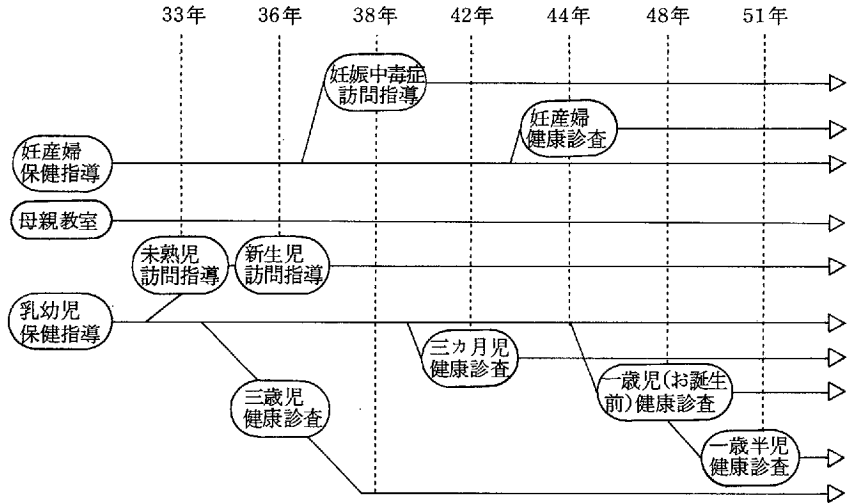 33年 36年 38年 42年 44年 48年 51年
妊娠中毒症
訪問指導
妊産婦
健康診査
妊産婦
保健指導
母親教室
未熟児
訪問指導
新生児
訪問指導
乳幼児
保健指導
三カ月児
健康診査
一歳児(お誕生
前)健康診査
三歳児
健康診査
一歳半児
健康診査